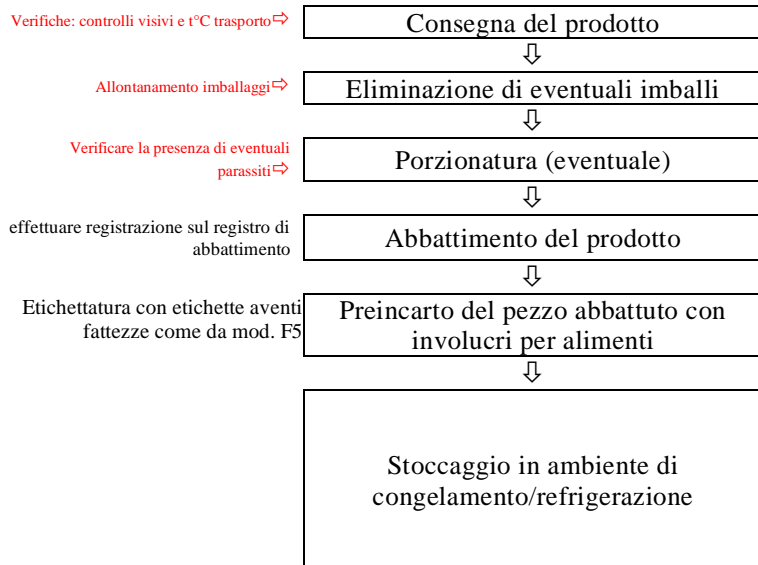 Verifiche: controlli visivi e t°C trasporto⇨
Consegna del prodotto
⇩
Allontanamento imballaggi⇨
Eliminazione di eventuali imballi
⇩
Verificare la presenza di eventuali
parassiti⇨
Porzionatura (eventuale)
⇩
effettuare registrazione sul registro di
abbattimento
Abbattimento del prodotto
⇩
Etichettatura con etichette aventi
fattezze come da mod. F5
Preincarto del pezzo abbattuto con
involucri per alimenti
⇩
Stoccaggio in ambiente di
congelamento/refrigerazione